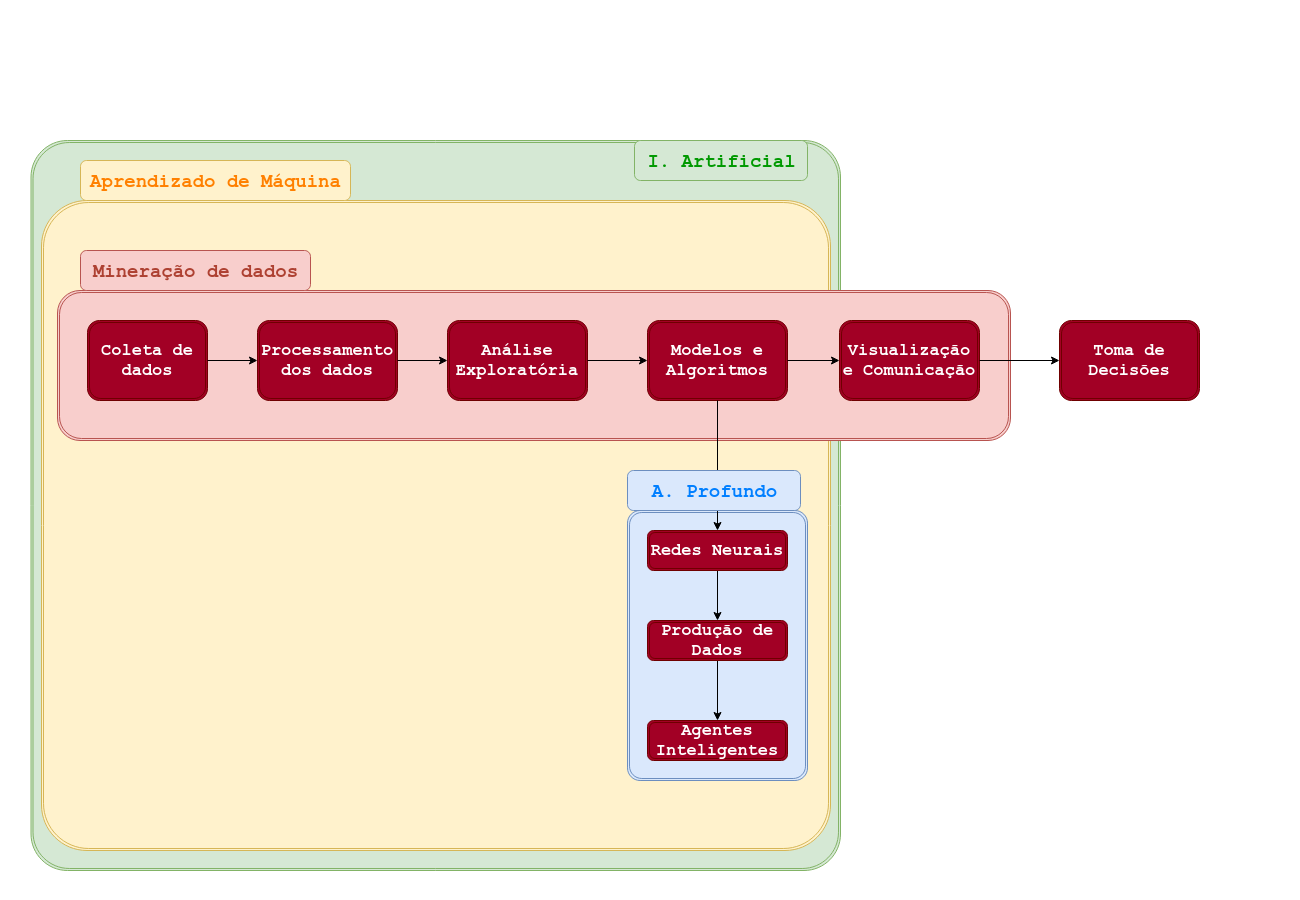 I. Artificial
Aprendizado de Máquina
Mineração de dados
Coleta de
dados
Processamento
dos dados
Análise
Exploratória
Modelos e
Algoritmos
Visualização
e Comunicação
Toma de
Decisões
A. Profundo
Redes Neurais
Produção de
Dados
Agentes
Inteligentes